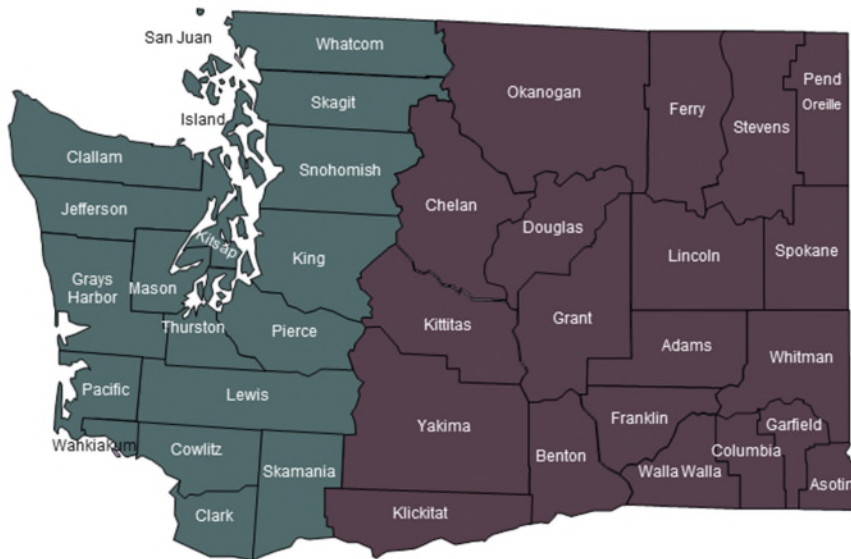 San Juan
Whatcom
Okanogan
Ferry
Stevens
Pend
Oreille
Skagit
Island
Snohomish
Clallam
Jefferson
Chelan
Douglas
Kitsap
King
Lincoln
Spokane
Grays
Harbor
Mason
Thurston
Pierce
Kittitas
Grant
Adams
Whitman
Pacific
Lewis
Yakima
Franklin
Garfield
Wahkiakum
Cowlitz
Skamania
Benton
Columbia
Walla Walla
Asotin
Clark
Klickitat